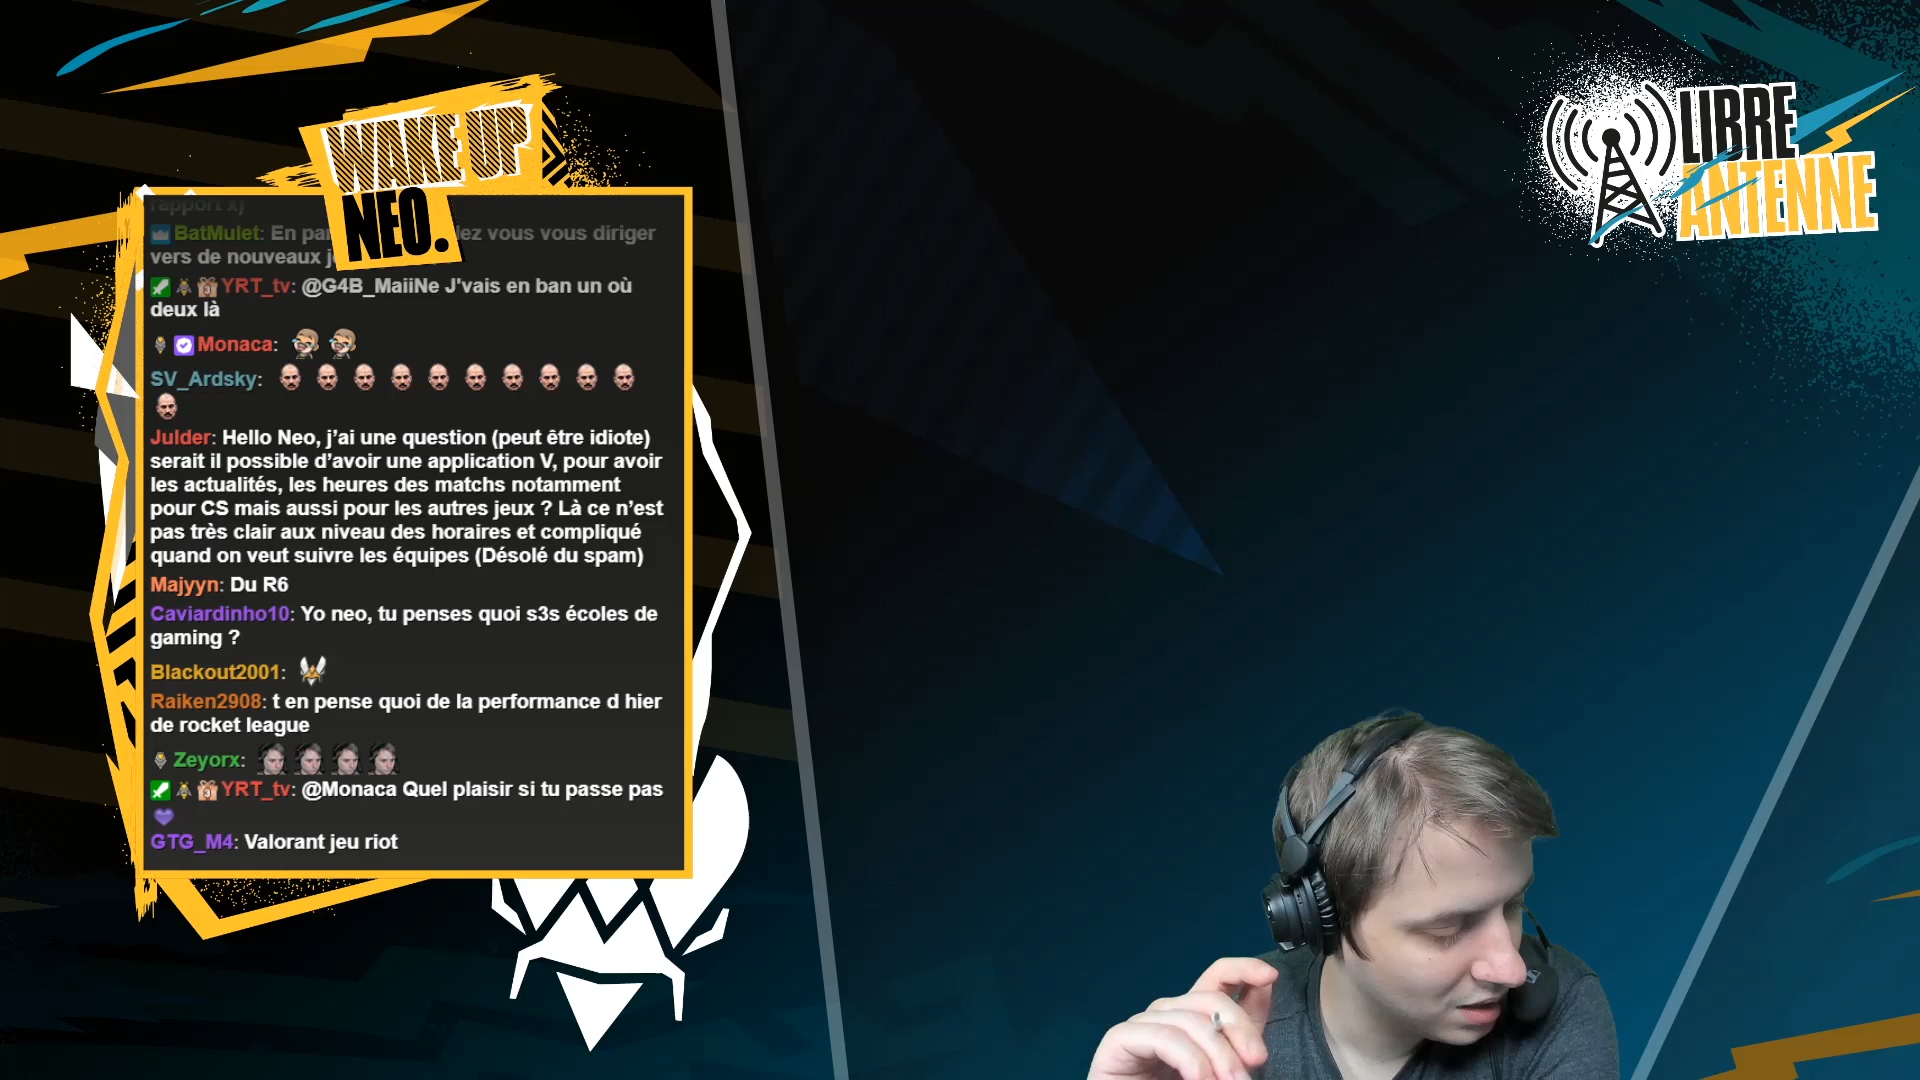 WAKE UP
NEO.
LIBRE
ANTENNE
rapport x)
BatMulet: En par lez vous vous diriger
vers de nouveaux j
YRT_tv: @G4B_MaiiNe J'vais en ban un où
deux là
Monaca:
SV_Ardsky:
Julder: Hello Neo, j’ai une question (peut être idiote)
serait il possible d’avoir une application V, pour avoir
les actualités, les heures des matchs notamment
pour CS mais aussi pour les autres jeux ? Là ce n’est
pas très clair aux niveau des horaires et compliqué
quand on veut suivre les équipes (Désolé du spam)
Majyyn: Du R6
Caviardinho10: Yo neo, tu penses quoi s3s écoles de
gaming ?
Blackout2001:
Raiken2908: t en pense quoi de la performance d hier
de rocket league
Zeyorx:
YRT_tv: @Monaca Quel plaisir si tu passe pas
GTG_M4: Valorant jeu riot